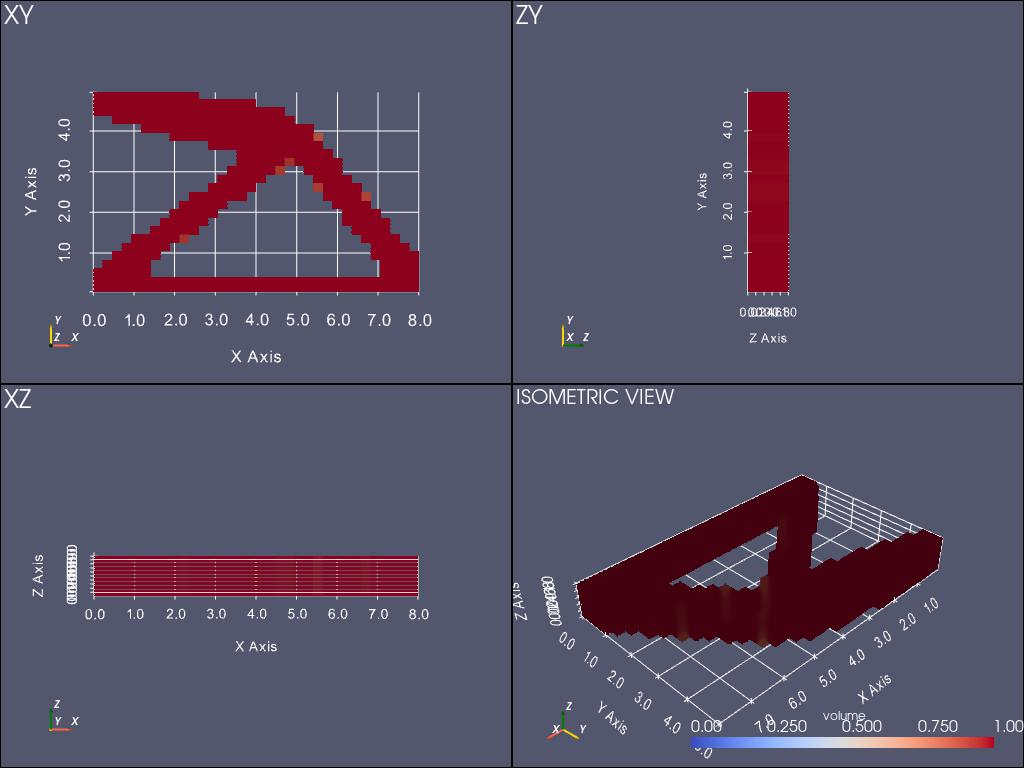 XY
4.0
3.0
2.0
1.0
Y Axis
0.0 1.0 2.0 3.0 4.0 5.0 6.0 7.0 8.0
X Axis
Y
Z X
ZY
4.0
3.0
2.0
1.0
Y Axis
Z Axis
Y
X Z
XZ
Z Axis
0.0 1.0 2.0 3.0 4.0 5.0 6.0 7.0 8.0
X Axis
Z
Y X
ISOMETRIC VIEW
Z Axis
0.0 1.0 2.0 3.0 4.0
Y Axis
1.0
2.0
3.0
4.0
5.0
6.0
7.0
X Axis
Z
X Y
volume
0.00 0.250 0.500 0.750 1.00